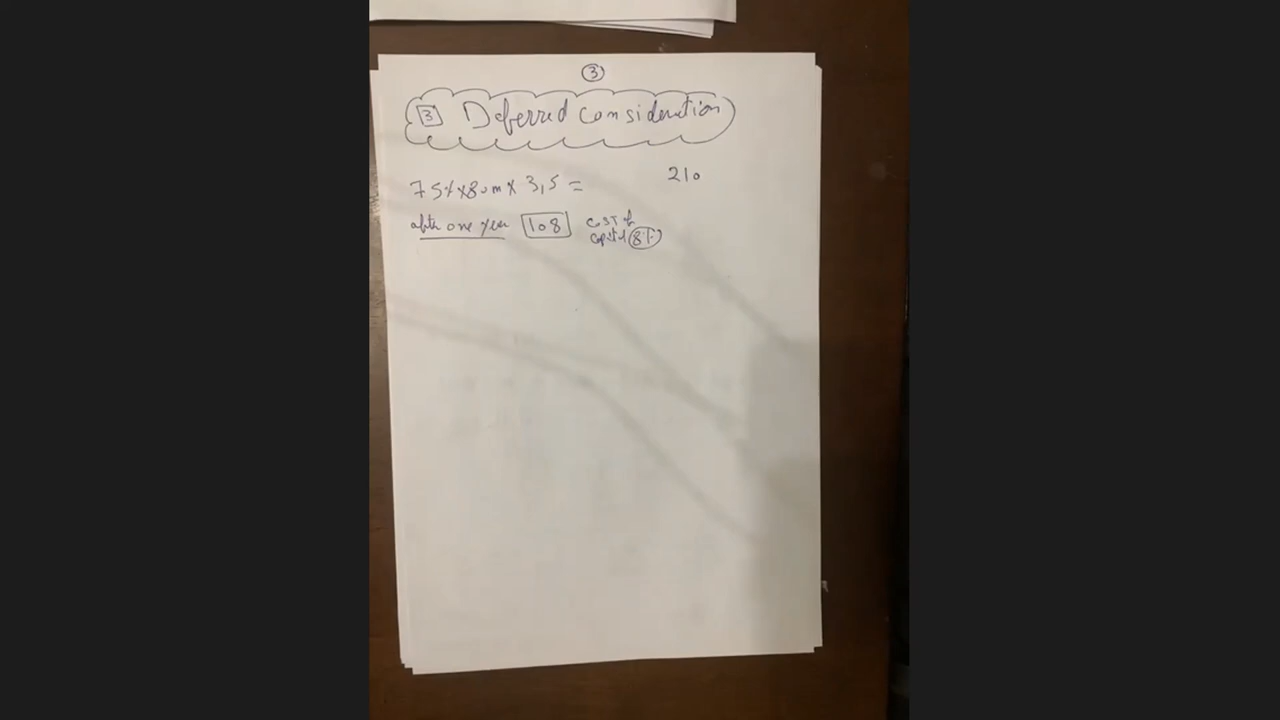 3
3 Deferred consideration
75% x 80m x 3,5 = 210
after one year 108 cost of
capital 8%